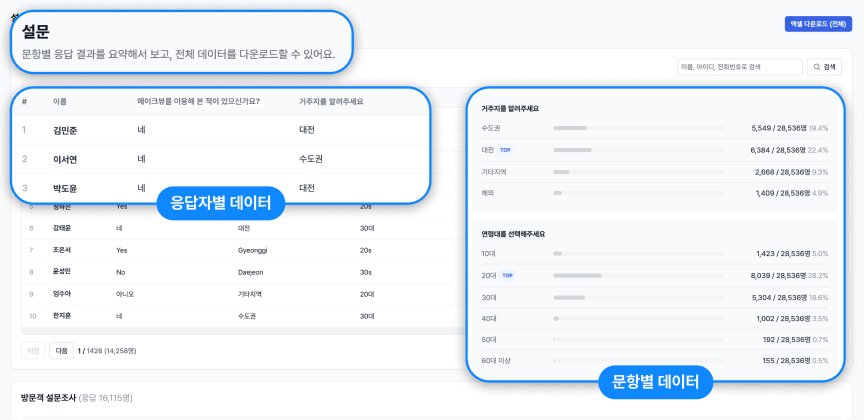 설문
문항별 응답 결과를 요약해서 보고, 전체 데이터를 다운로드할 수 있어요.
엑셀 다운로드 (전체)
이름, 아이디, 전화번호로 검색
검색
# 이름 메이크뷰를 이용해 본 적이 있으신가요? 거주지를 알려주세요
1 김민준 네 대전
2 이서연 네 수도권
3 박도윤 네 대전
응답자별 데이터
5 Yes 20s
6 강태윤 네 대전 30대
7 조은서 Yes Gyeonggi 20s
8 윤성민 No Daejeon 30s
9 임수아 아니오 기타지역 20대
10 한지훈 네 수도권 30대
이전 다음 1 / 1426 (14,258명)
거주지를 알려주세요
수도권 5,549 / 28,536명 19.4%
대전 TOP 6,384 / 28,536명 22.4%
기타지역 2,668 / 28,536명 9.3%
해외 1,409 / 28,536명 4.9%
연령대를 선택해주세요
10대 1,423 / 28,536명 5.0%
20대 TOP 8,039 / 28,536명 28.2%
30대 5,304 / 28,536명 18.6%
40대 1,002 / 28,536명 3.5%
50대 192 / 28,536명 0.7%
60대 이상 155 / 28,536명 0.5%
문항별 데이터
방문객 설문조사 (응답 16,115명)